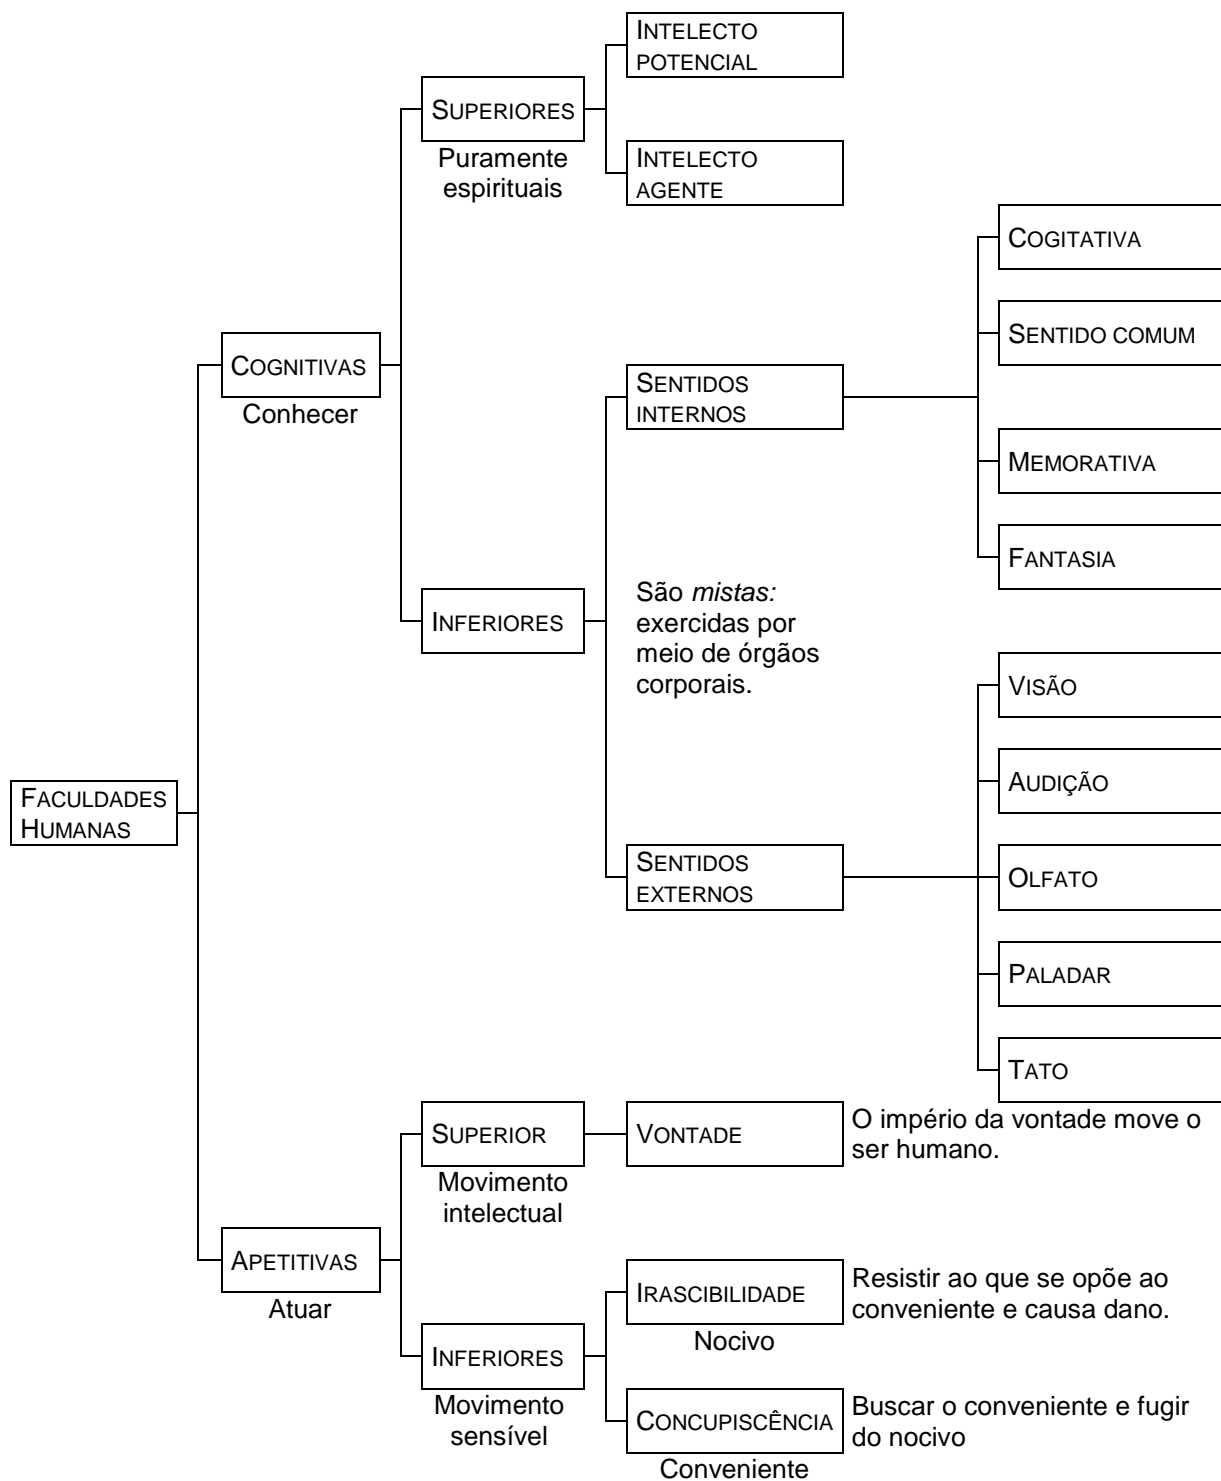 INTELECTO
POTENCIAL
SUPERIORES
Puramente
espirituais
INTELECTO
AGENTE
COGITATIVA
SENTIDO COMUM
COGNITIVAS
Conhecer
SENTIDOS
INTERNOS
MEMORATIVA
FANTASIA
INFERIORES
São mistas:
exercidas por
meio de órgãos
corporais.
VISÃO
AUDIÇÃO
FACULDADES
HUMANAS
SENTIDOS
EXTERNOS
OLFATO
PALADAR
TATO
SUPERIOR
Movimento
intelectual
VONTADE
O império da vontade move o
ser humano.
APETITIVAS
Atuar
IRASCIBILIDADE
Nocivo
Resistir ao que se opõe ao
conveniente e causa dano.
INFERIORES
Movimento
sensível
CONCUPISCÊNCIA
Conveniente
Buscar o conveniente e fugir
do nocivo